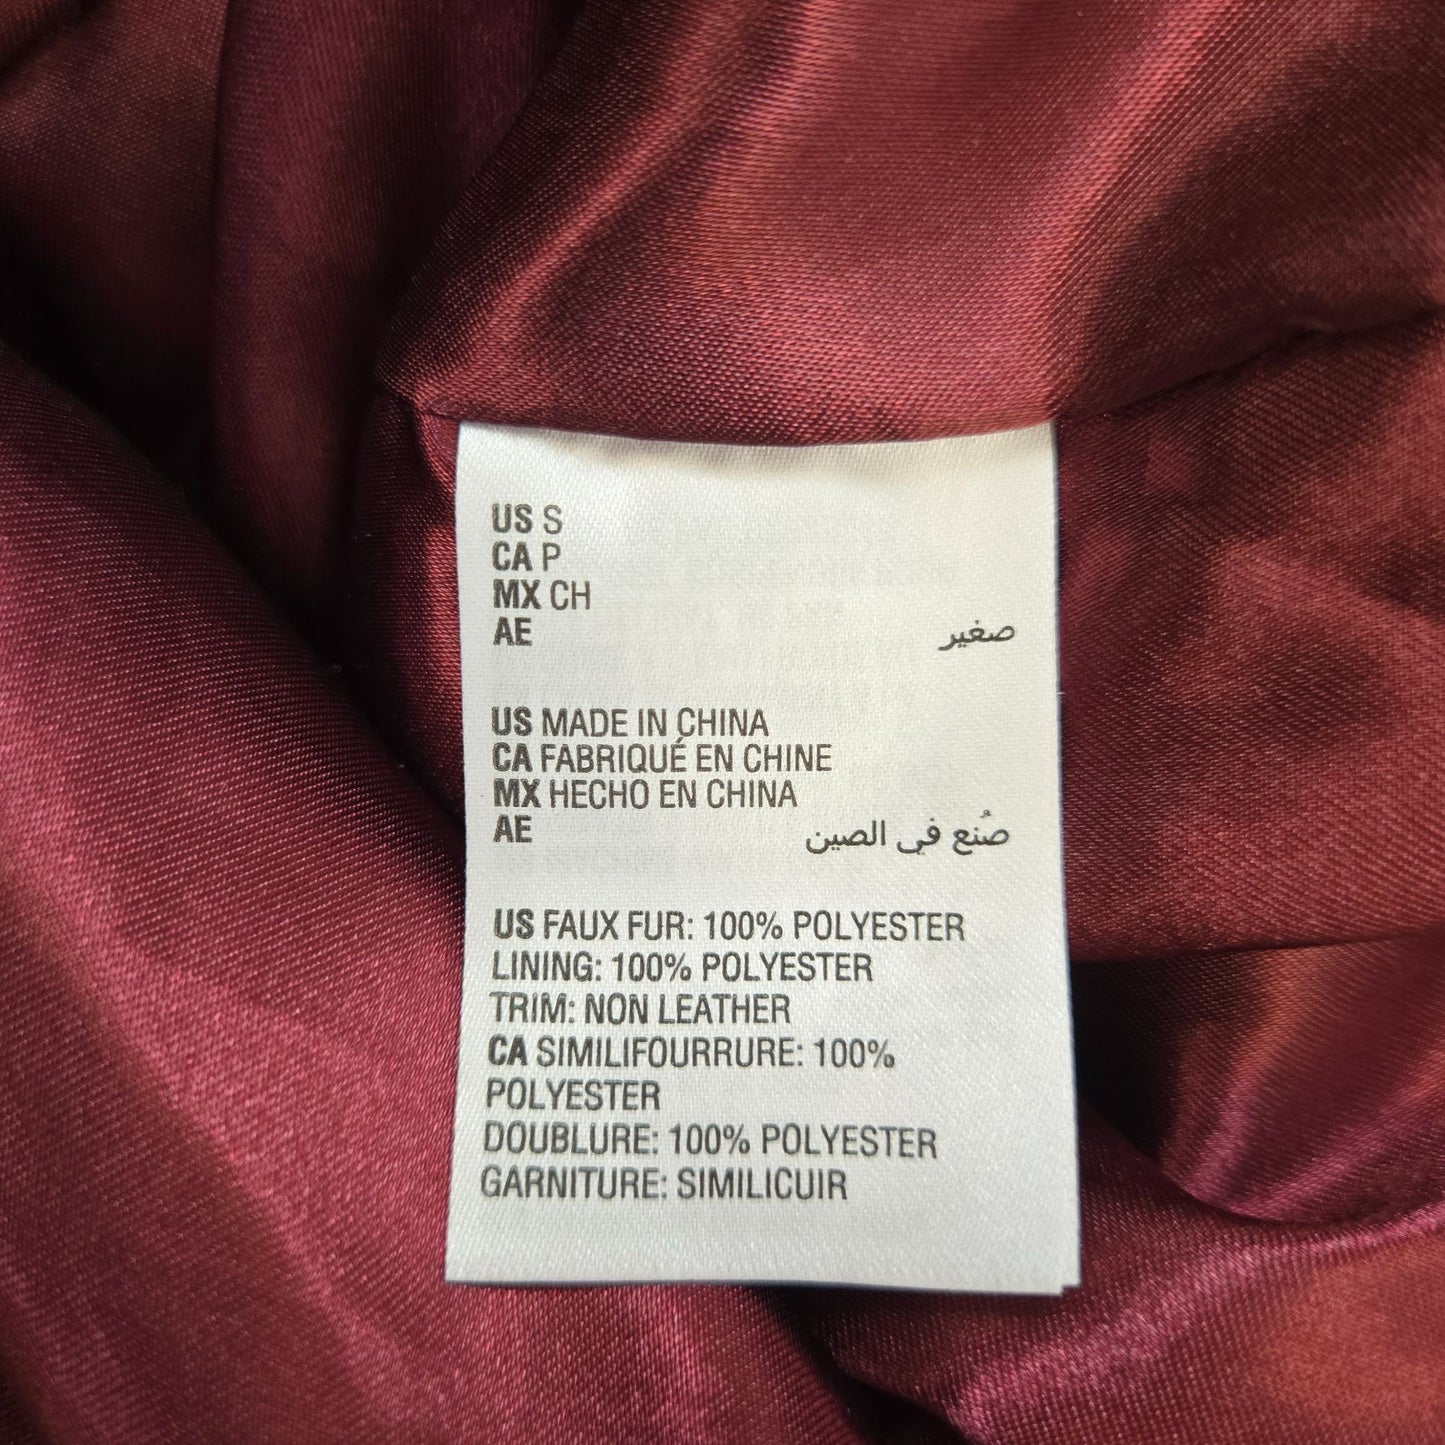 US S
CA P
MX CH
AE صغير
US MADE IN CHINA
CA FABRIQUÉ EN CHINE
MX HECHO EN CHINA
AE صُنع في الصين
US FAUX FUR: 100% POLYESTER
LINING: 100% POLYESTER
TRIM: NON LEATHER
CA SIMILIFOURRURE: 100%
POLYESTER
DOUBLURE: 100% POLYESTER
GARNITURE: SIMILICUIR